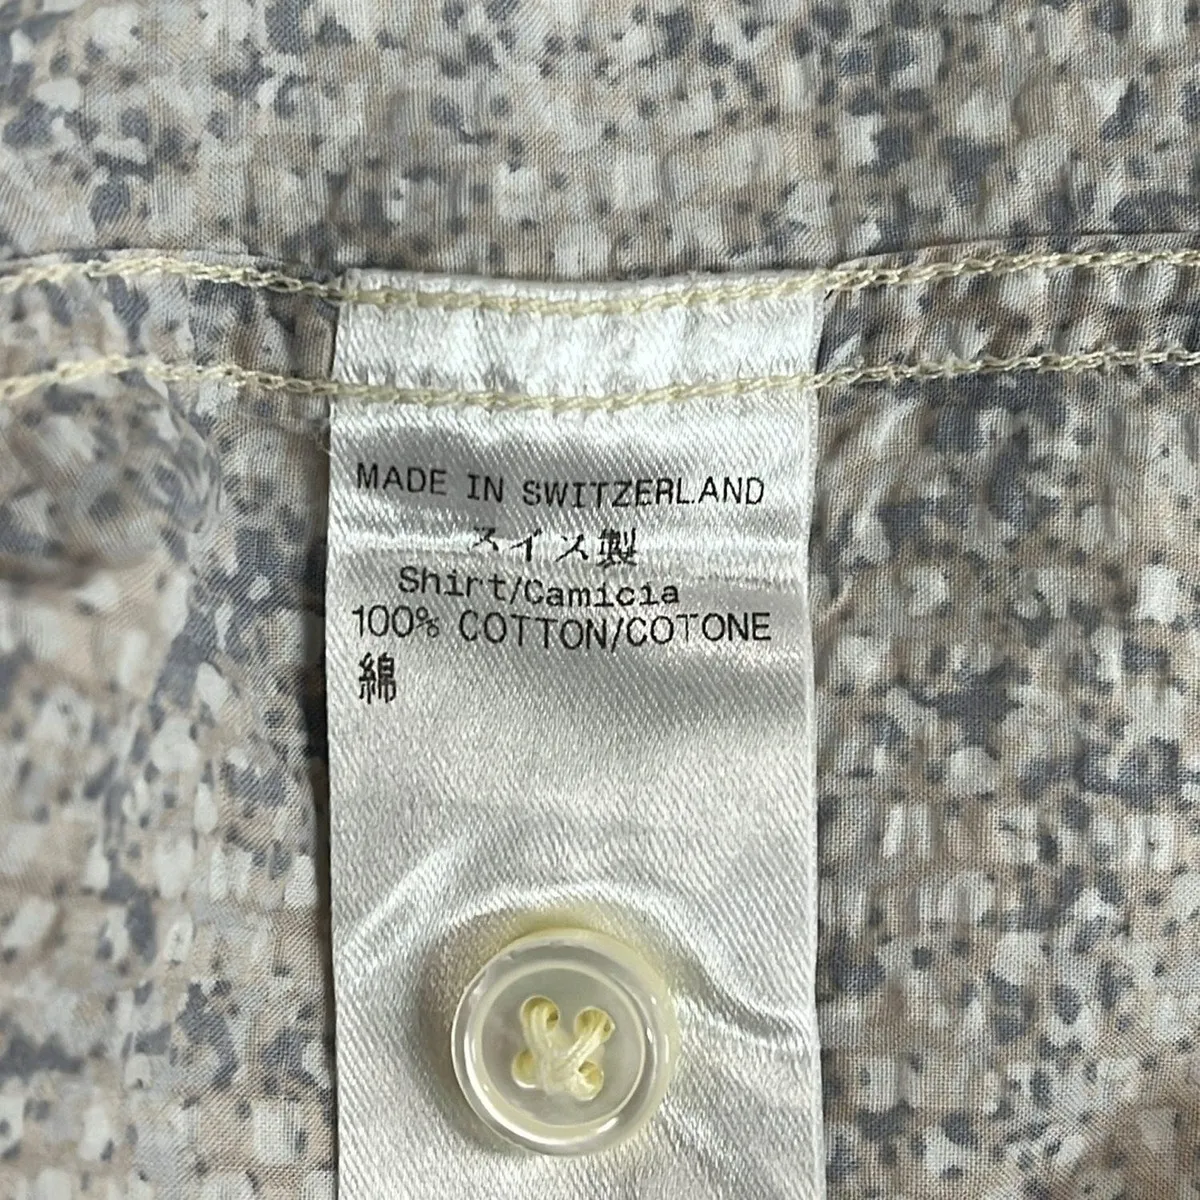 MADE IN SWITZERLAND
スイス製
Shirt/Camicia
100% COTTON/COTONE
綿